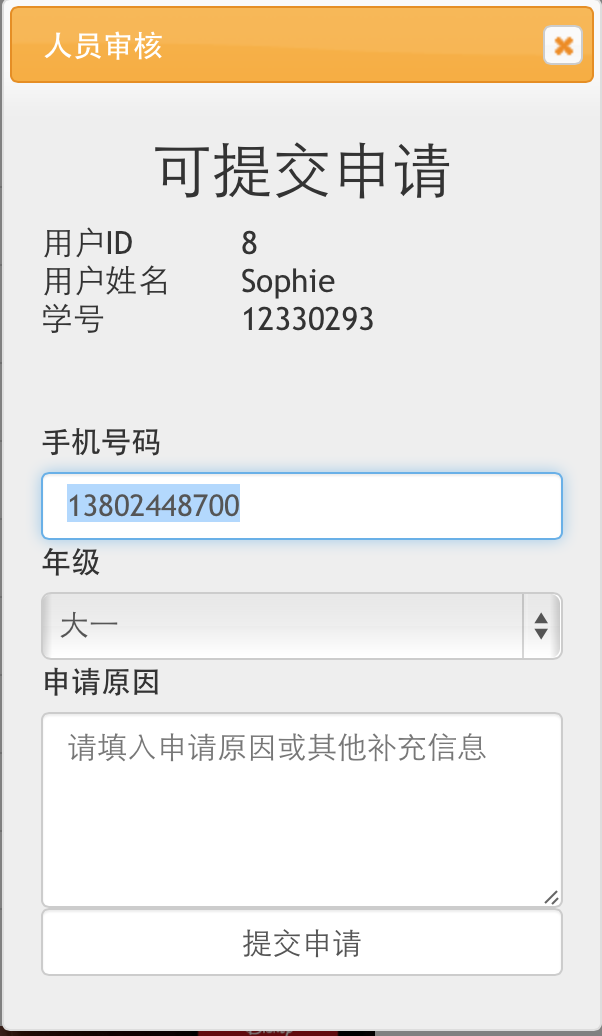 人员审核
可提交申请
用户ID 8
用户姓名 Sophie
学号 12330293
手机号码
13802448700
年级
大一
申请原因
请填入申请原因或其他补充信息
提交申请